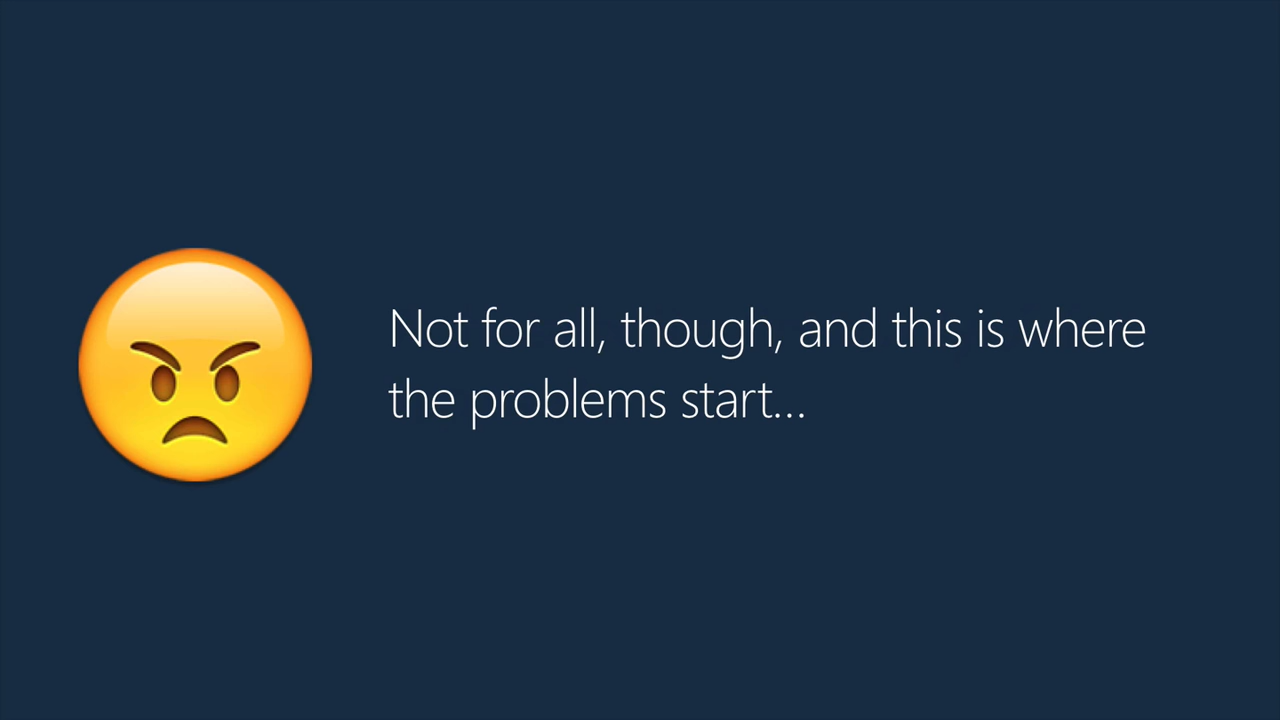 Not for all, though, and this is where
the problems start...